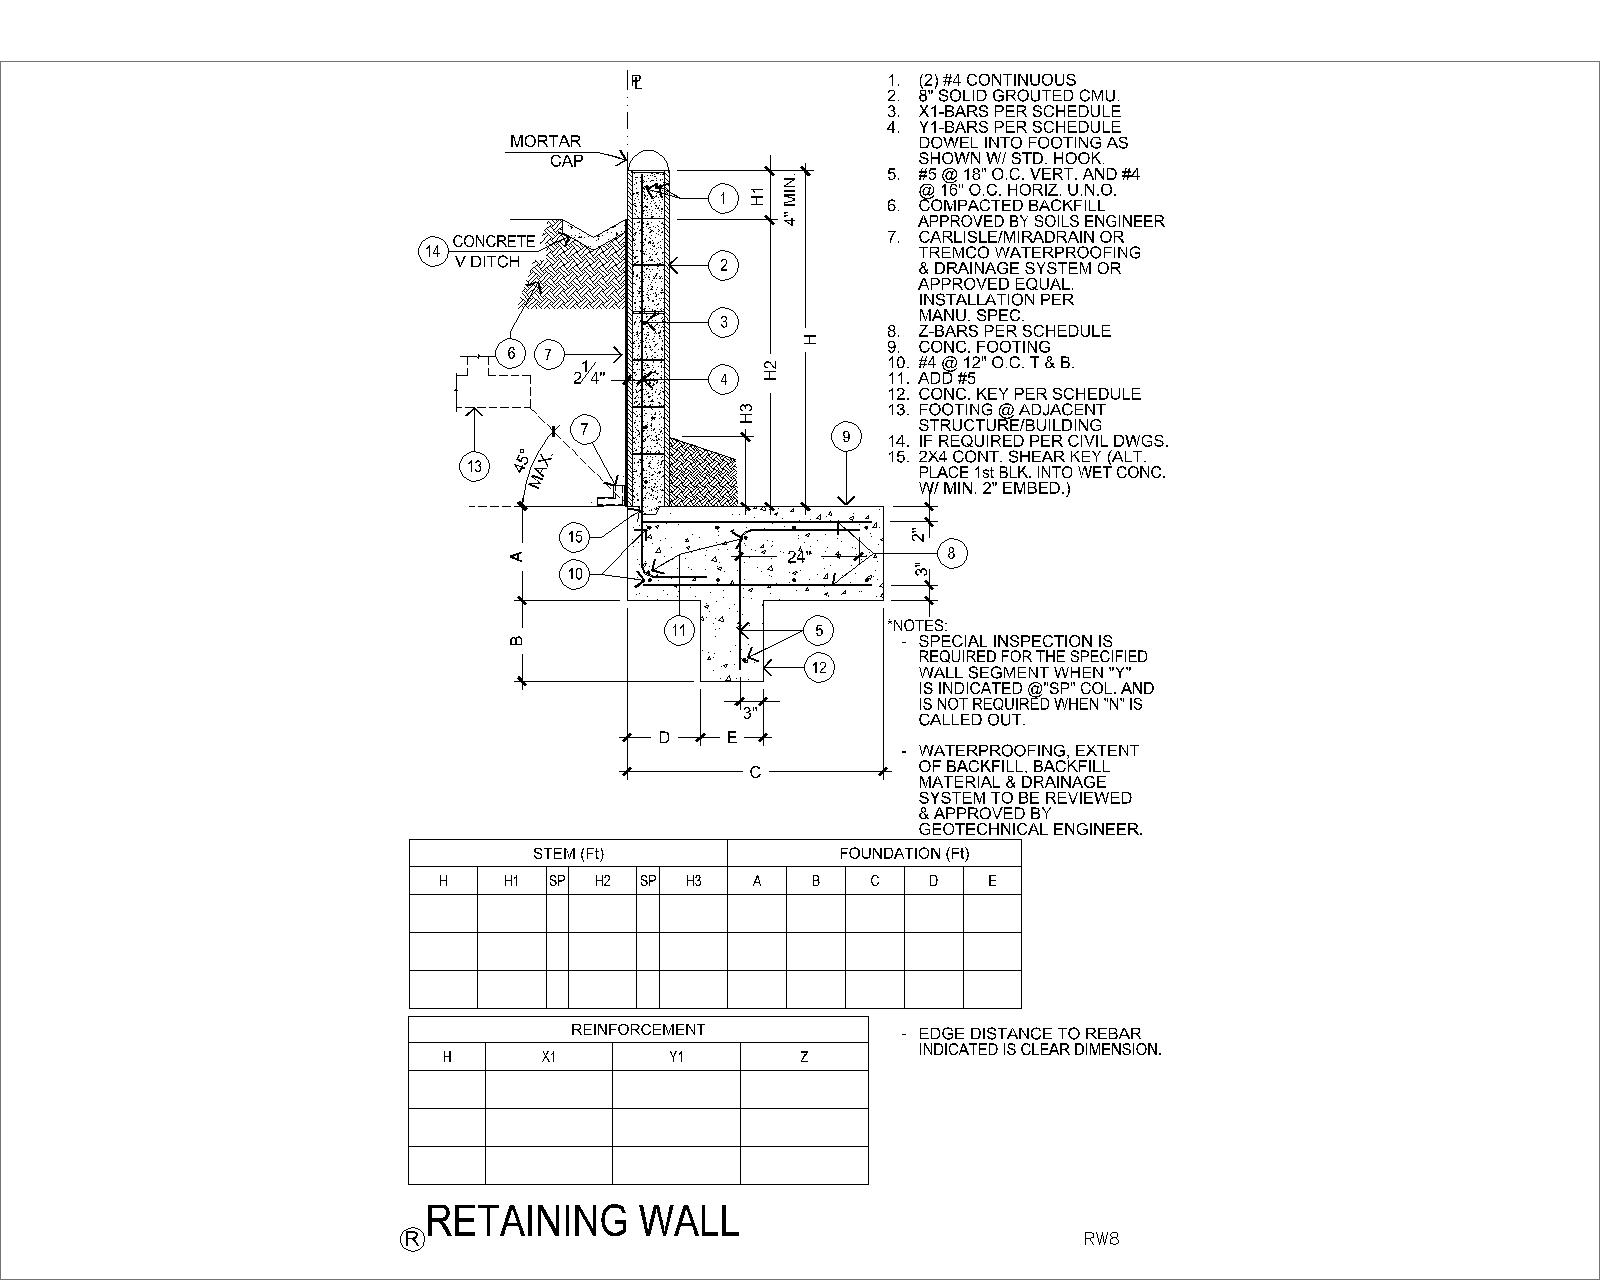 PL
MORTAR
CAP
1
H1
4" MIN.
14
CONCRETE
V DITCH
2
3
H
6
7
2 1/4"
4
H2
H3
7
9
13
45°
MAX.
15
2"
24"
8
A
10
3"
11
5
B
12
3"
D
E
C
1. (2) #4 CONTINUOUS
2. 8" SOLID GROUTED CMU.
3. X1-BARS PER SCHEDULE
4. Y1-BARS PER SCHEDULE
DOWEL INTO FOOTING AS
SHOWN W/ STD. HOOK.
5. #5 @ 18" O.C. VERT. AND #4
@ 16" O.C. HORIZ. U.N.O.
6. COMPACTED BACKFILL
APPROVED BY SOILS ENGINEER
7. CARLISLE/MIRADRAIN OR
TREMCO WATERPROOFING
& DRAINAGE SYSTEM OR
APPROVED EQUAL.
INSTALLATION PER
MANU. SPEC.
8. Z-BARS PER SCHEDULE
9. CONC. FOOTING
10. #4 @ 12" O.C. T & B.
11. ADD #5
12. CONC. KEY PER SCHEDULE
13. FOOTING @ ADJACENT
STRUCTURE/BUILDING
14. IF REQUIRED PER CIVIL DWGS.
15. 2X4 CONT. SHEAR KEY (ALT.
PLACE 1st BLK. INTO WET CONC.
W/ MIN. 2" EMBED.)
*NOTES:
- SPECIAL INSPECTION IS
REQUIRED FOR THE SPECIFIED
WALL SEGMENT WHEN "Y"
IS INDICATED @"SP" COL. AND
IS NOT REQUIRED WHEN "N" IS
CALLED OUT.
- WATERPROOFING, EXTENT
OF BACKFILL, BACKFILL
MATERIAL & DRAINAGE
SYSTEM TO BE REVIEWED
& APPROVED BY
GEOTECHNICAL ENGINEER.
STEM (Ft) FOUNDATION (Ft)
H H1 SP H2 SP H3 A B C D E
REINFORCEMENT
H X1 Y1 Z
- EDGE DISTANCE TO REBAR
INDICATED IS CLEAR DIMENSION.
R RETAINING WALL
RW8